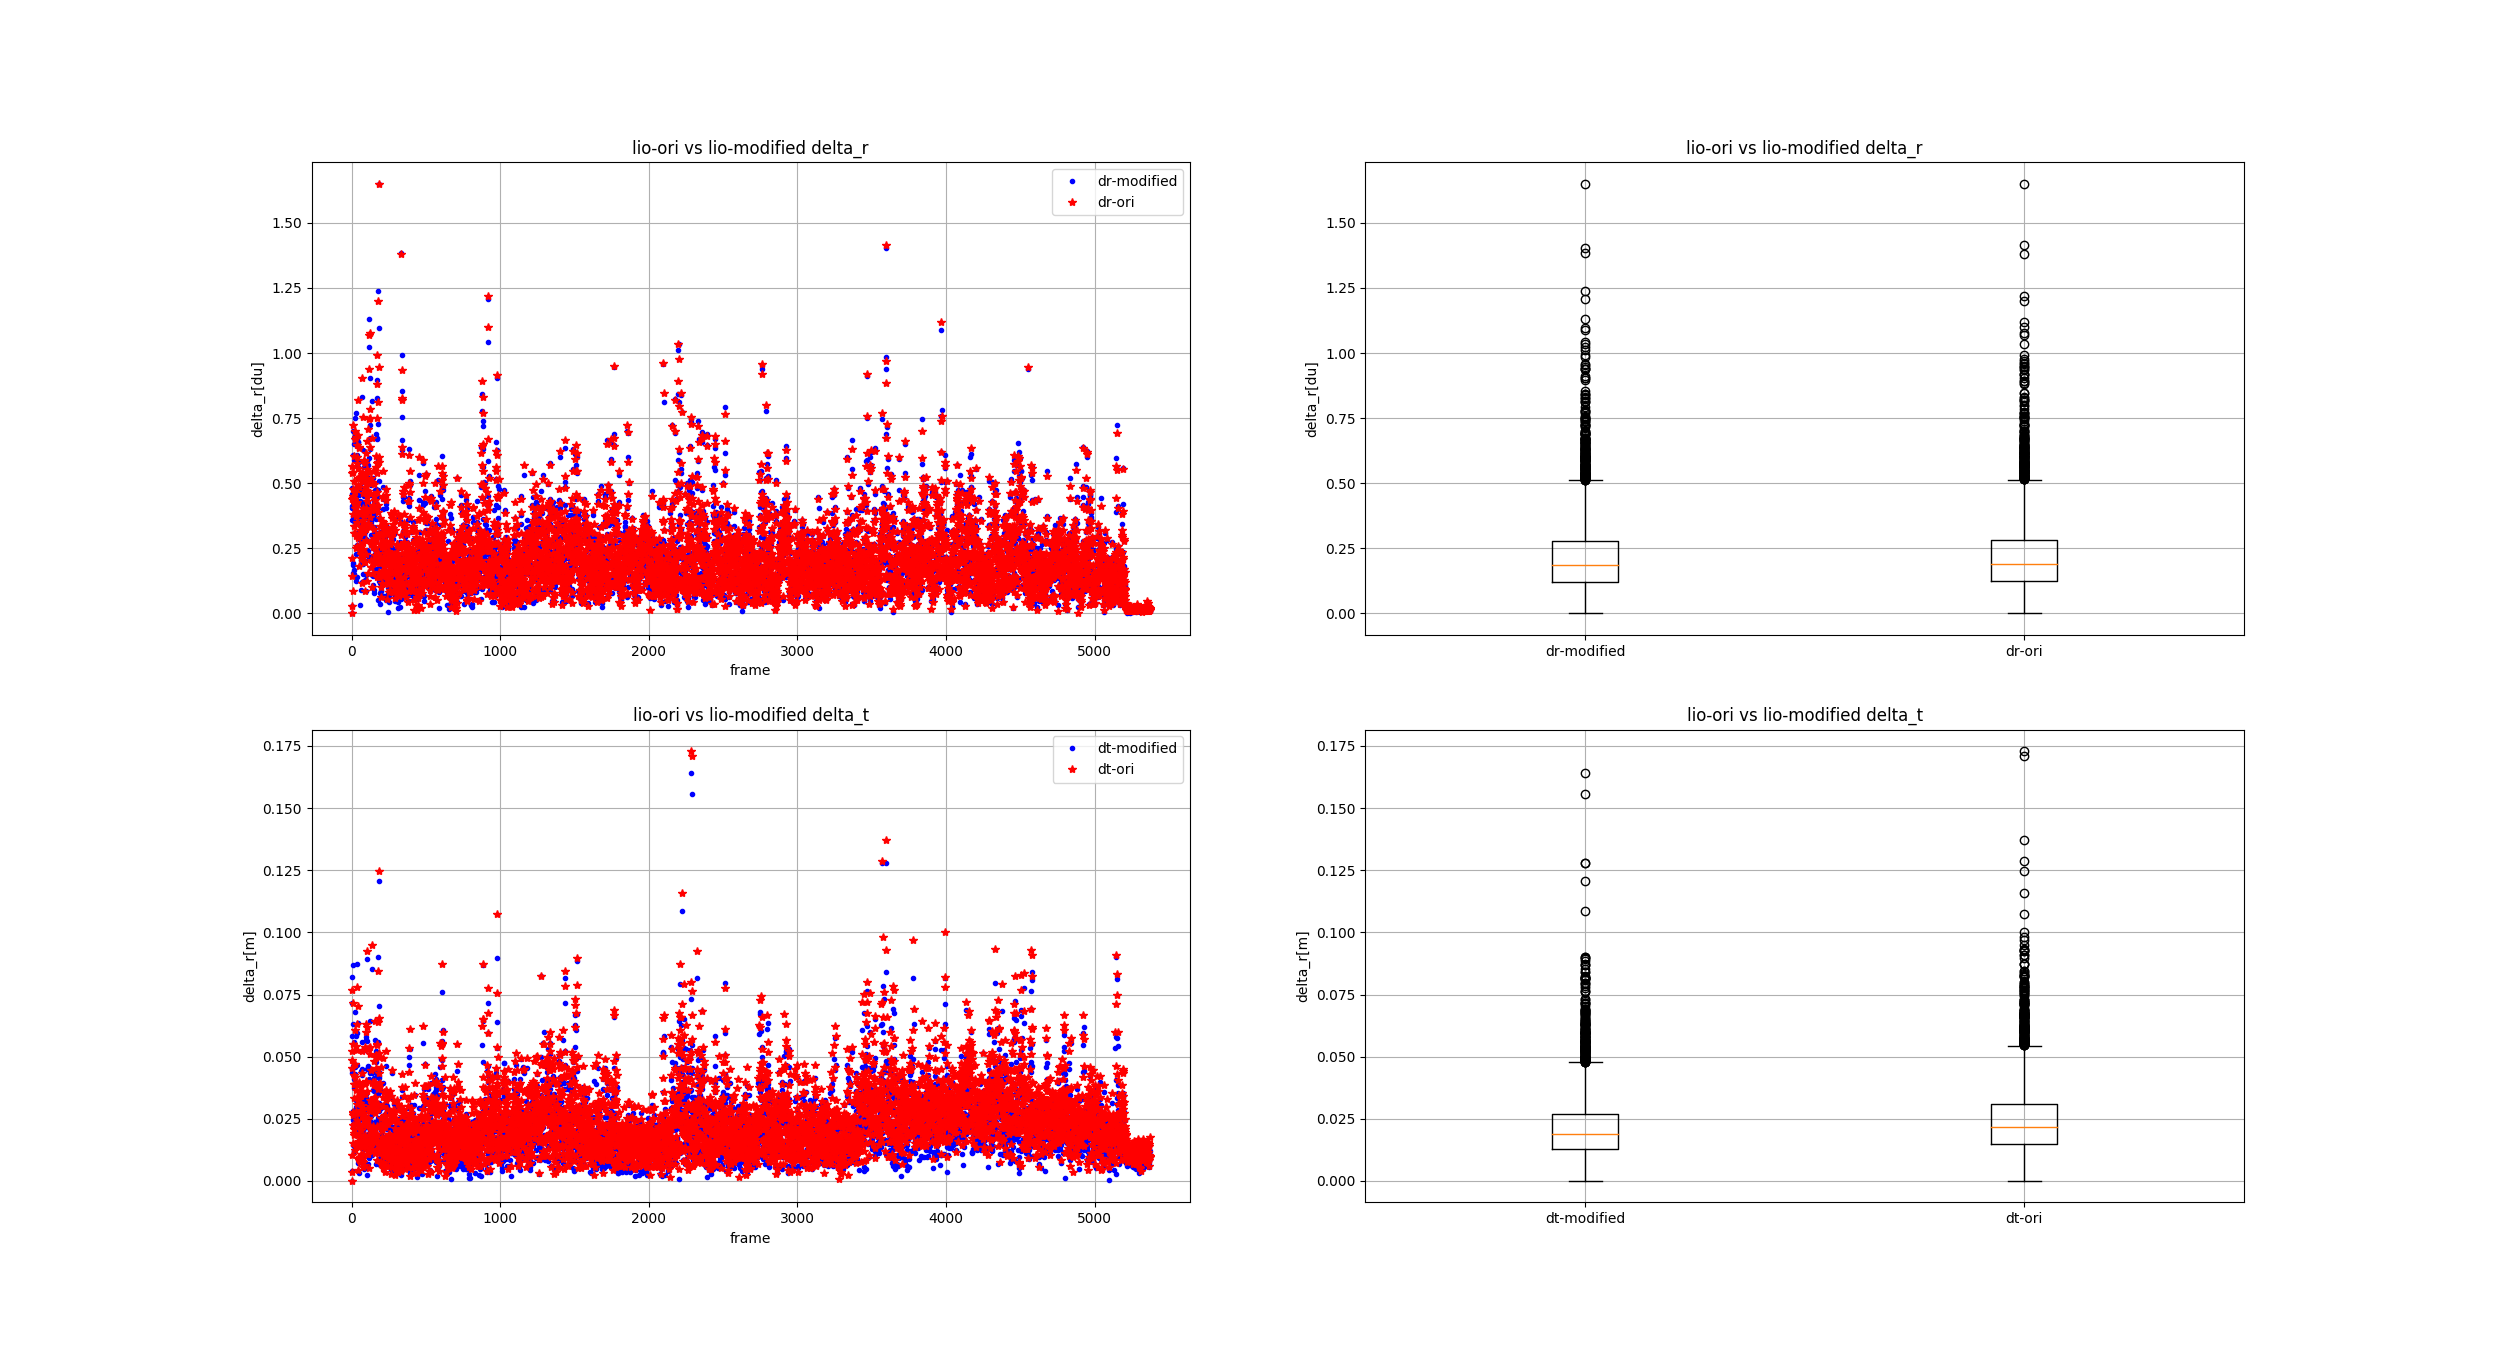 lio-ori vs lio-modified delta_r
dr-modified
dr-ori
delta_r[du]
1.50
1.25
1.00
0.75
0.50
0.25
0.00
0 1000 2000 3000 4000 5000
frame
lio-ori vs lio-modified delta_r
delta_r[du]
1.50
1.25
1.00
0.75
0.50
0.25
0.00
dr-modified dr-ori
lio-ori vs lio-modified delta_t
dt-modified
dt-ori
delta_r[m]
0.175
0.150
0.125
0.100
0.075
0.050
0.025
0.000
0 1000 2000 3000 4000 5000
frame
lio-ori vs lio-modified delta_t
delta_r[m]
0.175
0.150
0.125
0.100
0.075
0.050
0.025
0.000
dt-modified dt-ori